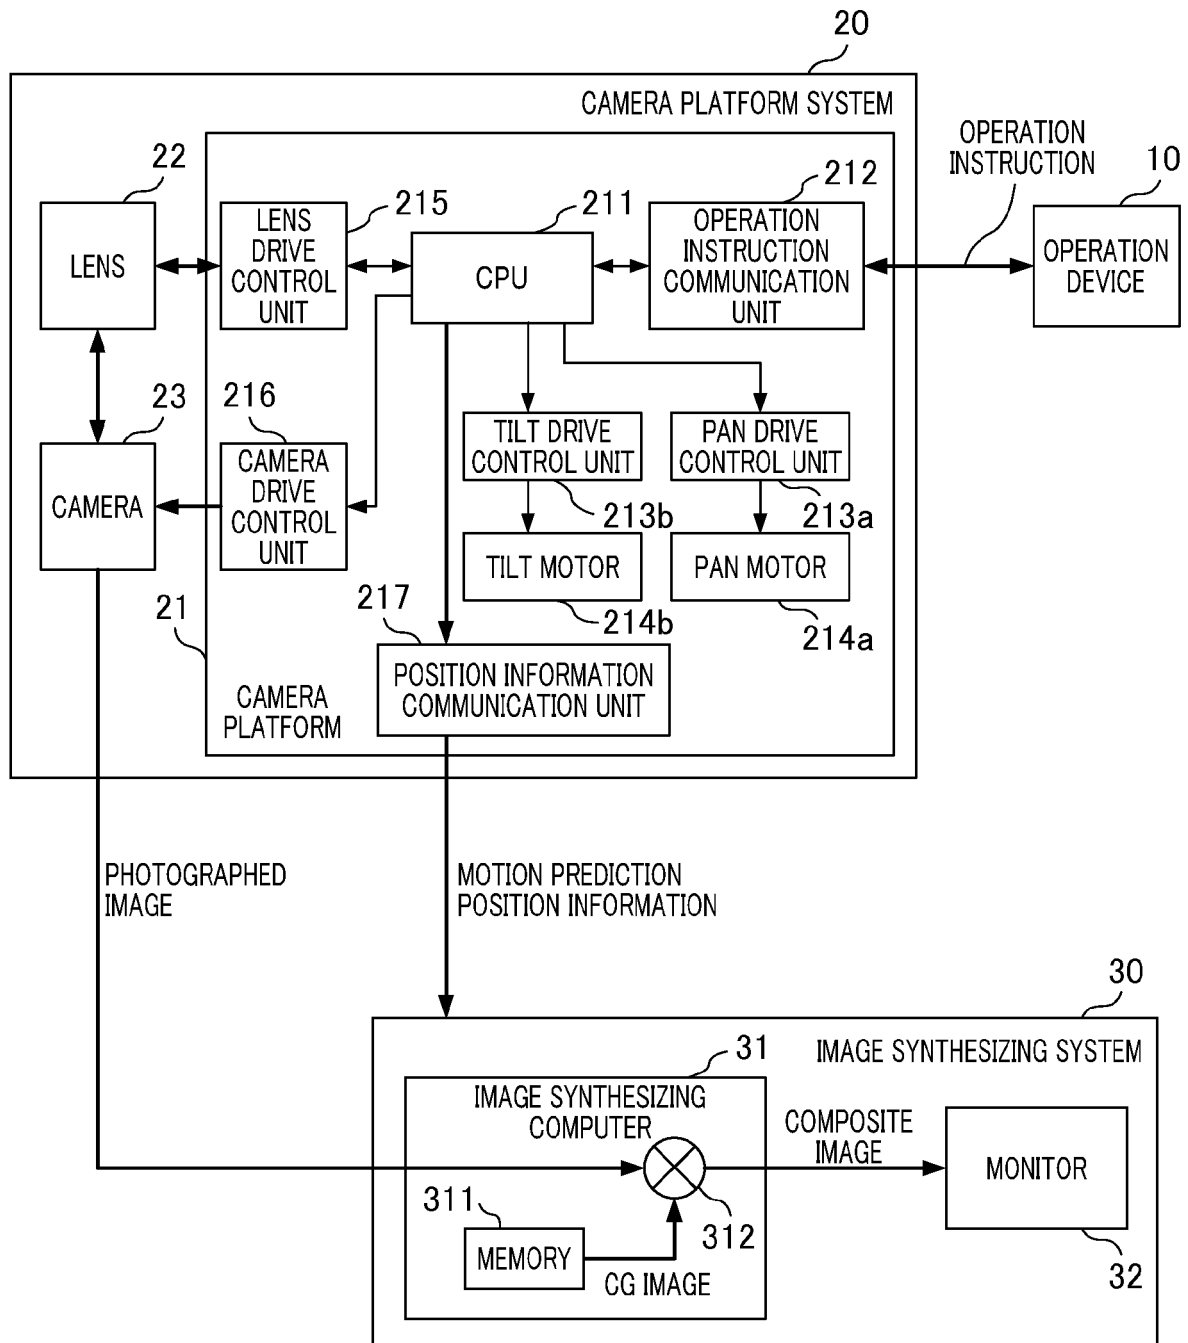 20
CAMERA PLATFORM SYSTEM
OPERATION
INSTRUCTION
10
OPERATION
DEVICE
22
LENS
215
LENS
DRIVE
CONTROL
UNIT
211
CPU
212
OPERATION
INSTRUCTION
COMMUNICATION
UNIT
23
CAMERA
216
CAMERA
DRIVE
CONTROL
UNIT
TILT DRIVE
CONTROL UNIT
213b
PAN DRIVE
CONTROL UNIT
213a
TILT MOTOR
214b
PAN MOTOR
214a
21
217
POSITION INFORMATION
COMMUNICATION UNIT
CAMERA
PLATFORM
PHOTOGRAPHED
IMAGE
MOTION PREDICTION
POSITION INFORMATION
30
IMAGE SYNTHESIZING SYSTEM
31
IMAGE SYNTHESIZING
COMPUTER
COMPOSITE
IMAGE
MONITOR
32
311
MEMORY
312
CG IMAGE